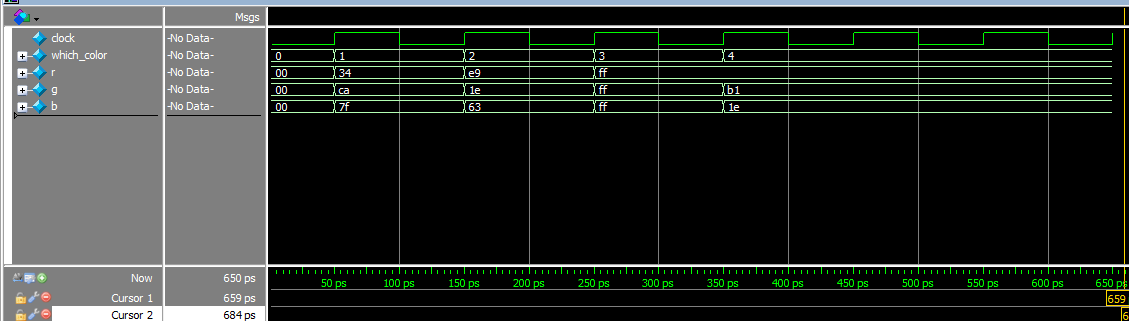 Msgs
clock -No Data-
which_color -No Data- 0 1 2 3 4
r -No Data- 00 34 e9 ff
g -No Data- 00 ca 1e ff b1
b -No Data- 00 7f 63 ff 1e
Now 650 ps 50 ps 100 ps 150 ps 200 ps 250 ps 300 ps 350 ps 400 ps 450 ps 500 ps 550 ps 600 ps 650 ps
Cursor 1 659 ps 659
Cursor 2 684 ps 6